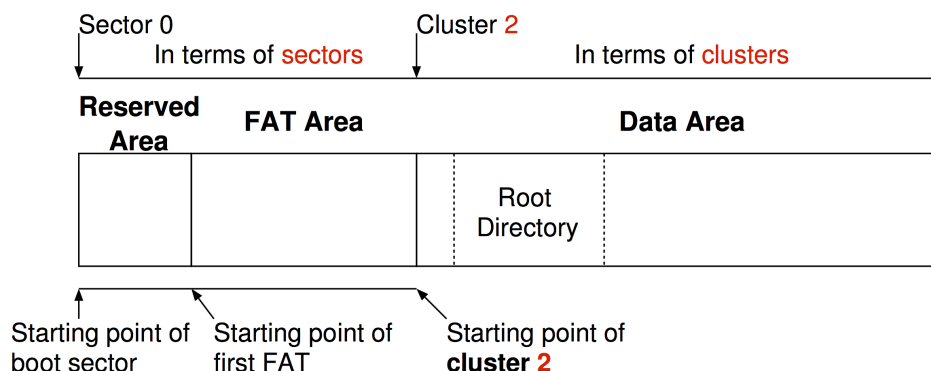 Sector 0
Cluster 2
In terms of sectors
In terms of clusters
Reserved
Area
FAT Area
Data Area
Root
Directory
Starting point of
boot sector
Starting point of
first FAT
Starting point of
cluster 2